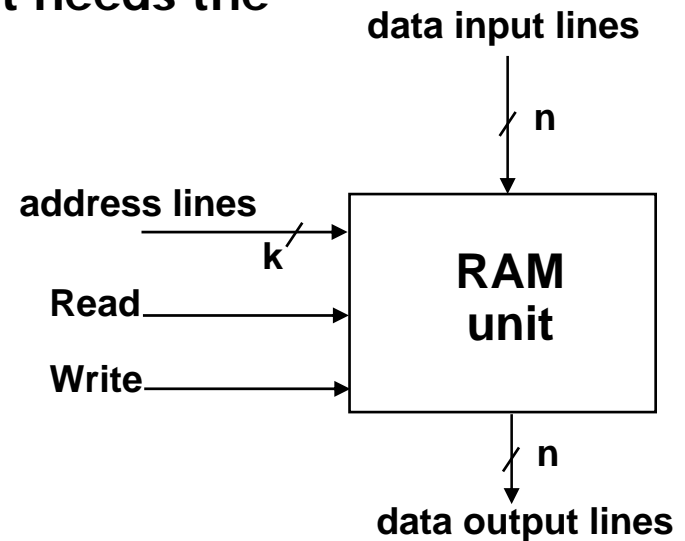 t needs the
data input lines
n
address lines
k
RAM
unit
Read
Write
n
data output lines